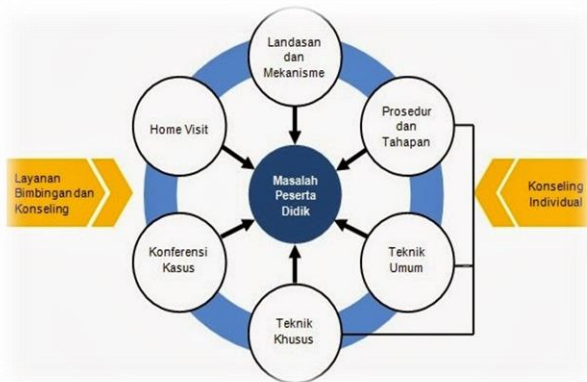 Landasan
dan
Mekanisme
Home Visit
Prosedur
dan
Tahapan
Layanan
Bimbingan dan
Konseling
Masalah
Peserta
Didik
Konseling
Individual
Konferensi
Kasus
Teknik
Umum
Teknik
Khusus